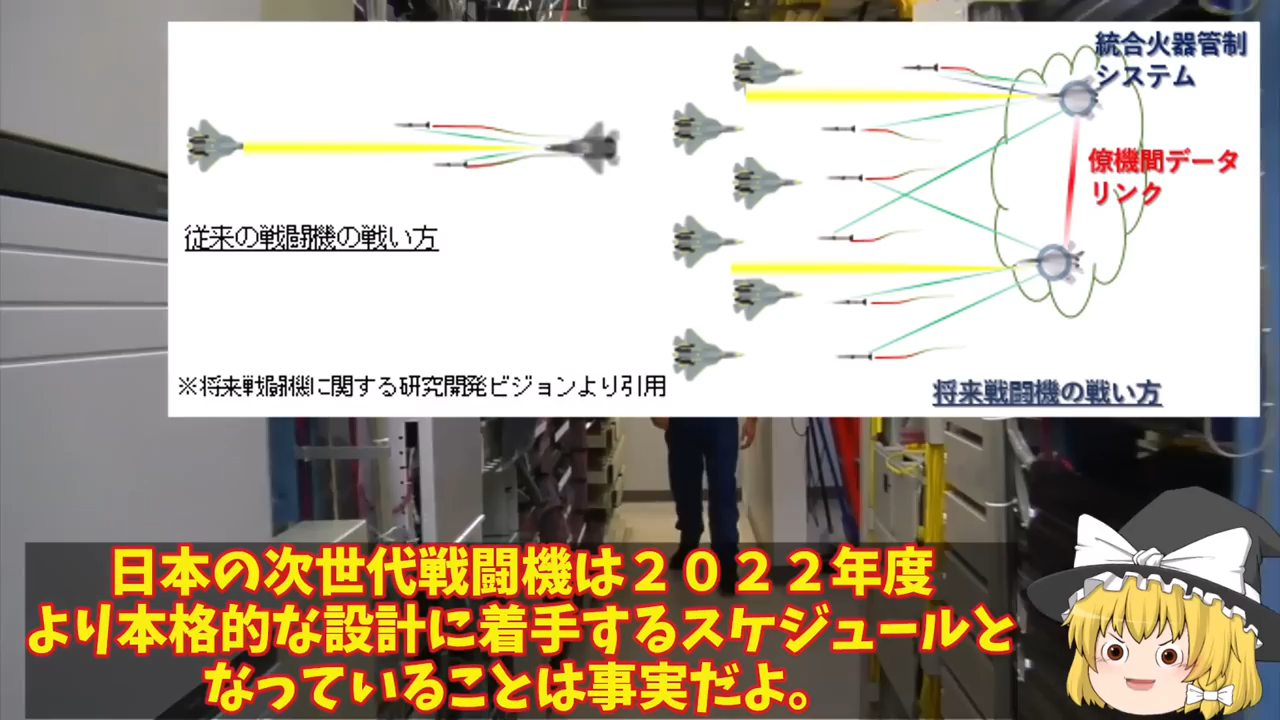 統合火器管制
システム
僚機間データ
リンク
従来の戦闘機の戦い方
※将来戦闘機に関する研究開発ビジョンより引用
将来戦闘機の戦い方
日本の次世代戦闘機は２０２２年度
より本格的な設計に着手するスケジュールと
なっていることは事実だよ。